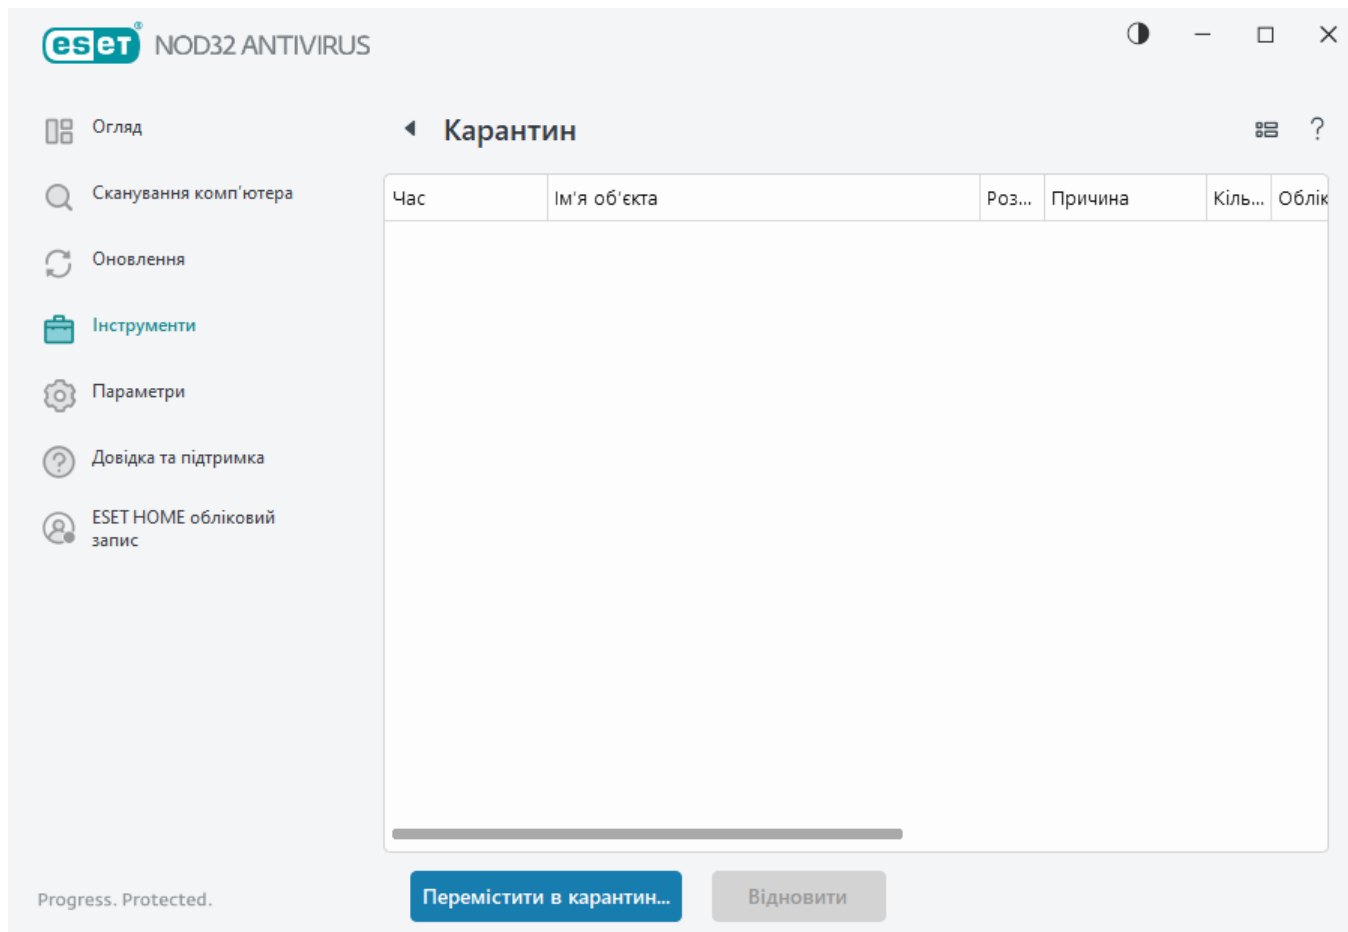 eset® NOD32 ANTIVIRUS
Огляд
Сканування комп'ютера
Оновлення
Інструменти
Параметри
Довідка та підтримка
ESET HOME обліковий
запис
Progress. Protected.
Карантин
?
Час Ім'я об'єкта Роз... Причина Кіль... Облік
Перемістити в карантин... Відновити